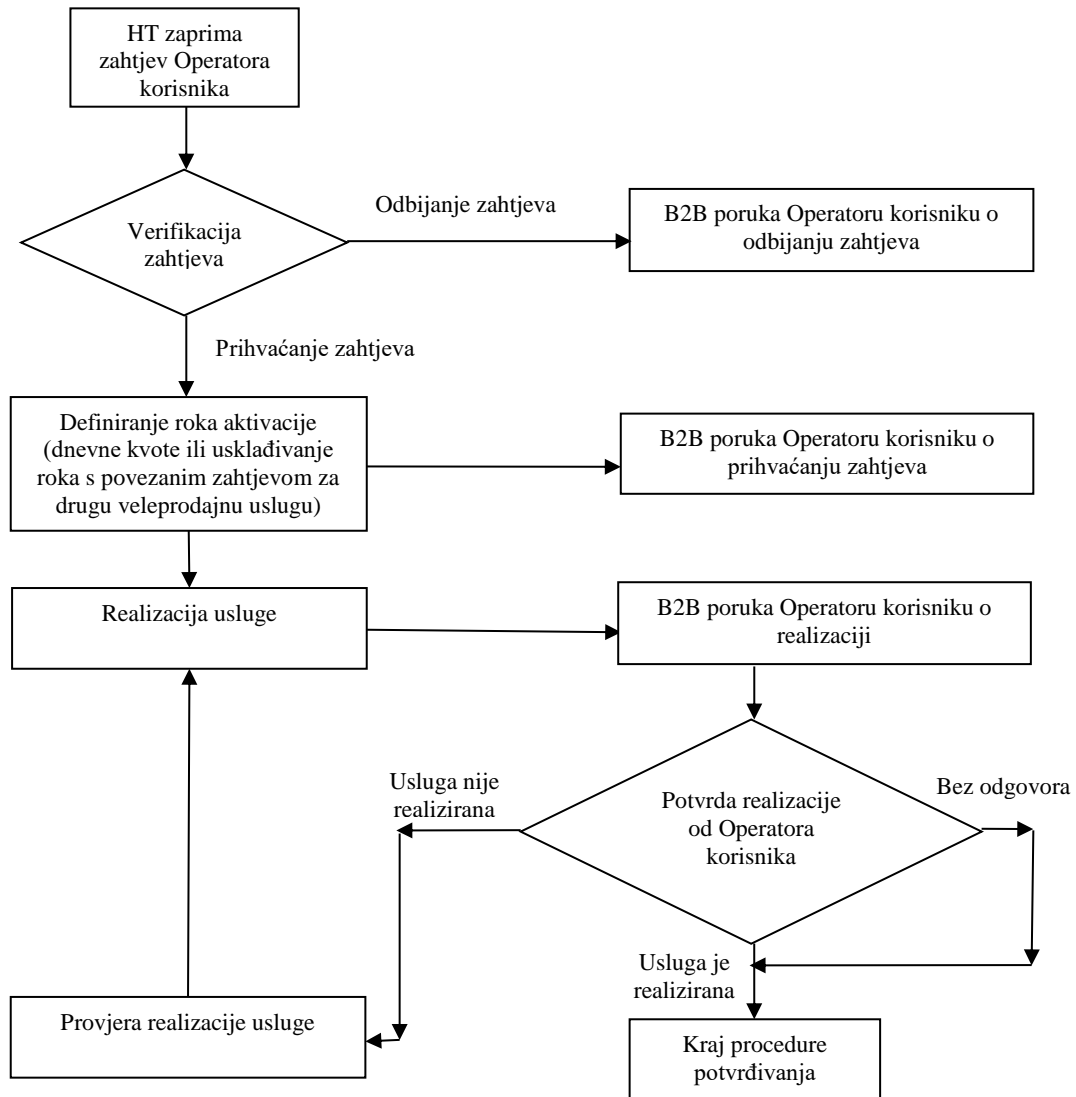 HT zaprima
zahtjev Operatora
korisnika
Verifikacija
zahtjeva
Odbijanje zahtjeva
B2B poruka Operatoru korisniku o
odbijanju zahtjeva
Prihvaćanje zahtjeva
Definiranje roka aktivacije
(dnevne kvote ili usklađivanje
roka s povezanim zahtjevom za
drugu veleprodajnu uslugu)
B2B poruka Operatoru korisniku o
prihvaćanju zahtjeva
Realizacija usluge
B2B poruka Operatoru korisniku o
realizaciji
Usluga nije
realizirana
Potvrda realizacije
od Operatora
korisnika
Bez odgovora
Usluga je
realizirana
Provjera realizacije usluge
Kraj procedure
potvrđivanja